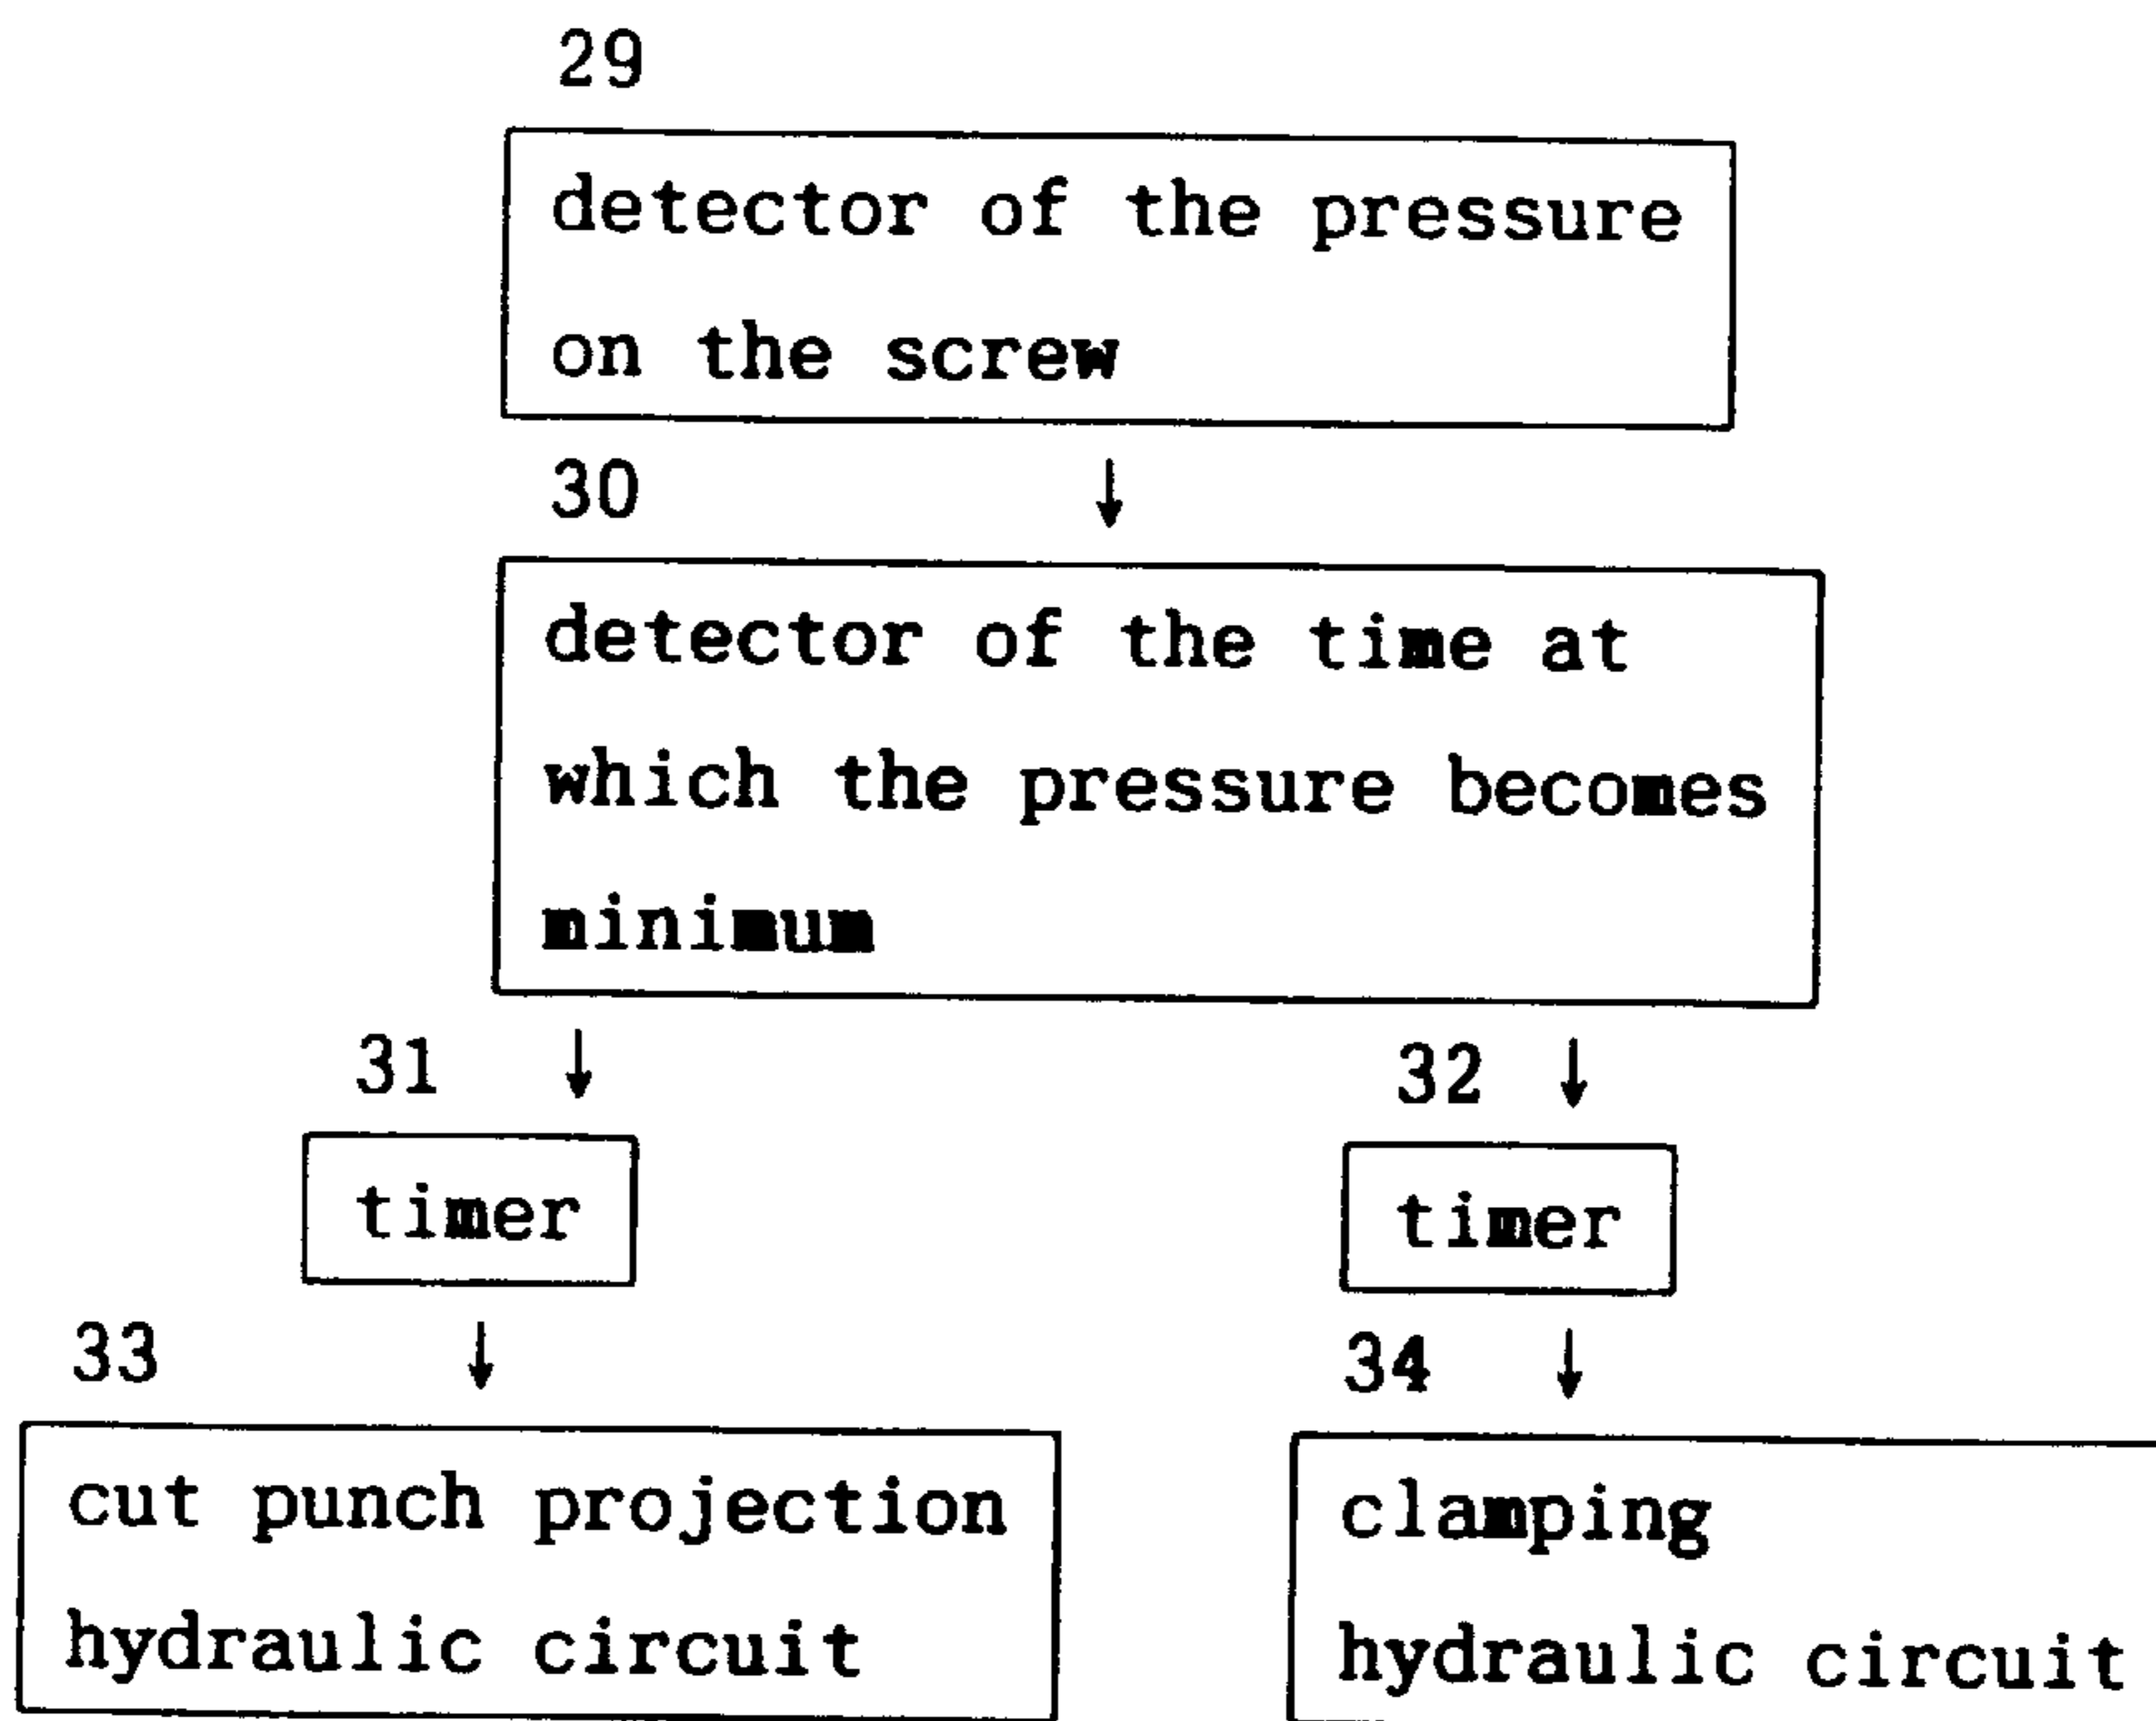 29
detector of the pressure
on the screw
30
detector of the time at
which the pressure becomes
minimum
31
32
timer
timer
33
34
cut punch projection
hydraulic circuit
clamping
hydraulic circuit